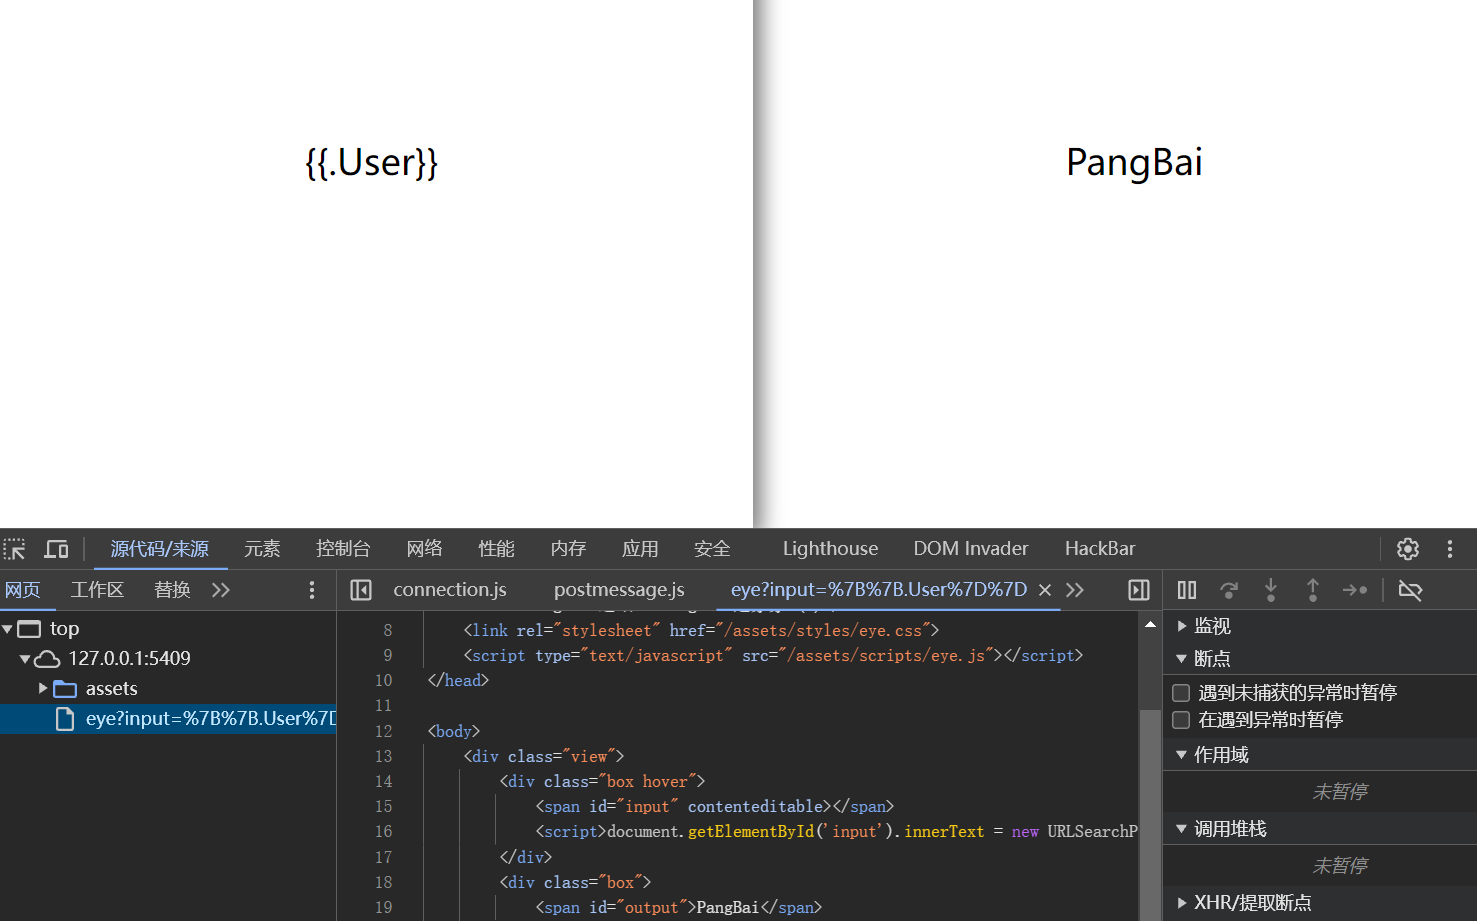 {{.User}}
PangBai
源代码/来源 元素 控制台 网络 性能 内存 应用 安全 Lighthouse DOM Invader HackBar
网页 工作区 替换
connection.js postmessage.js eye?input=%7B%7B.User%7D%7D
top
127.0.0.1:5409
assets
eye?input=%7B%7B.User%7D
8 <link rel="stylesheet" href="/assets/styles/eye.css">
9 <script type="text/javascript" src="/assets/scripts/eye.js"></script>
10 </head>
11
12 <body>
13 <div class="view">
14 <div class="box hover">
15 <span id="input" contenteditable></span>
16 <script>document.getElementById('input').innerText = new URLSearchP
17 </div>
18 <div class="box">
19 <span id="output">PangBai</span>
监视
断点
遇到未捕获的异常时暂停
在遇到异常时暂停
作用域
未暂停
调用堆栈
未暂停
XHR/提取断点